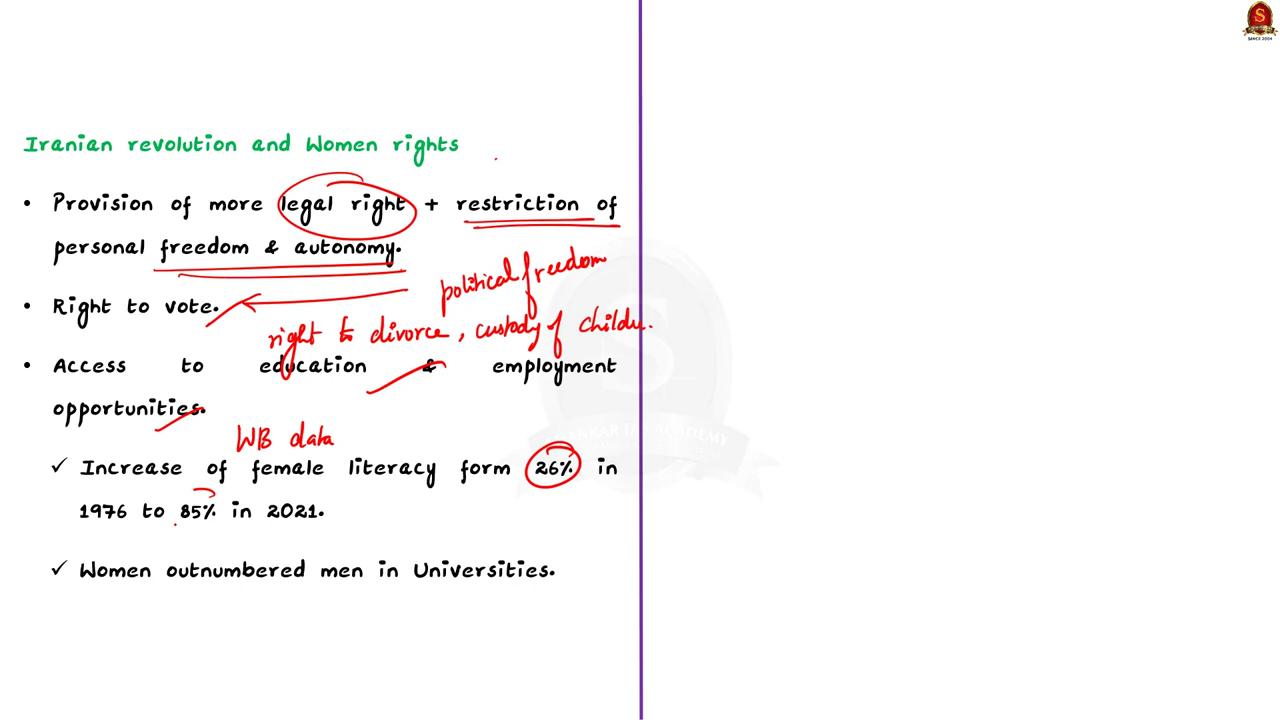 S
SINCE 2004
Iranian revolution and Women rights
• Provision of more legal right + restriction of
personal freedom & autonomy.
political freedom
• Right to vote.
right to divorce, custody of childn.
• Access to education & employment
opportunities.
WB data
✓ Increase of female literacy form 26% in
1976 to 85% in 2021.
✓ Women outnumbered men in Universities.